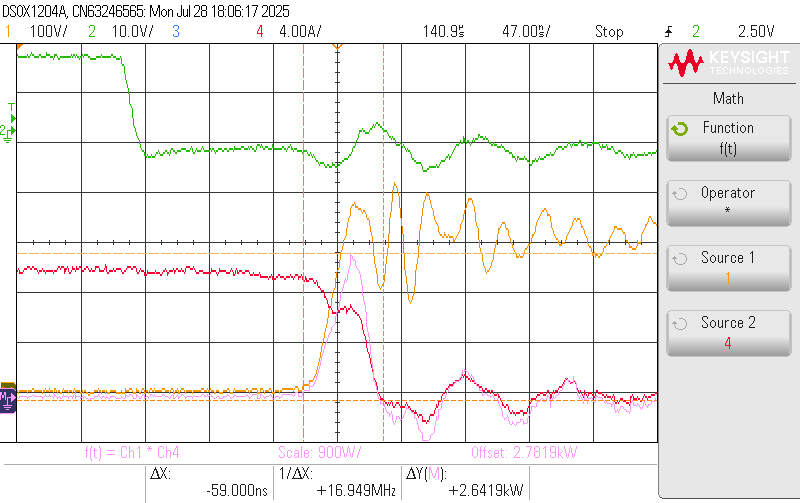 DSOX1204A, CN63246565: Mon Jul 28 18:06:17 2025
1 100V/ 2 10.0V/ 3 4 4.00A/ 140.9s 47.00s/ Stop 2 2.50V
KEYSIGHT
TECHNOLOGIES
Math
Function
f(t)
Operator
*
Source 1
1
Source 2
4
T
2
M
f(t) = Ch1 * Ch4 Scale: 900W/ Offset: 2.7819kW
ΔX: 1/ΔX: ΔY(M):
-59.000ns +16.949MHz +2.6419kW